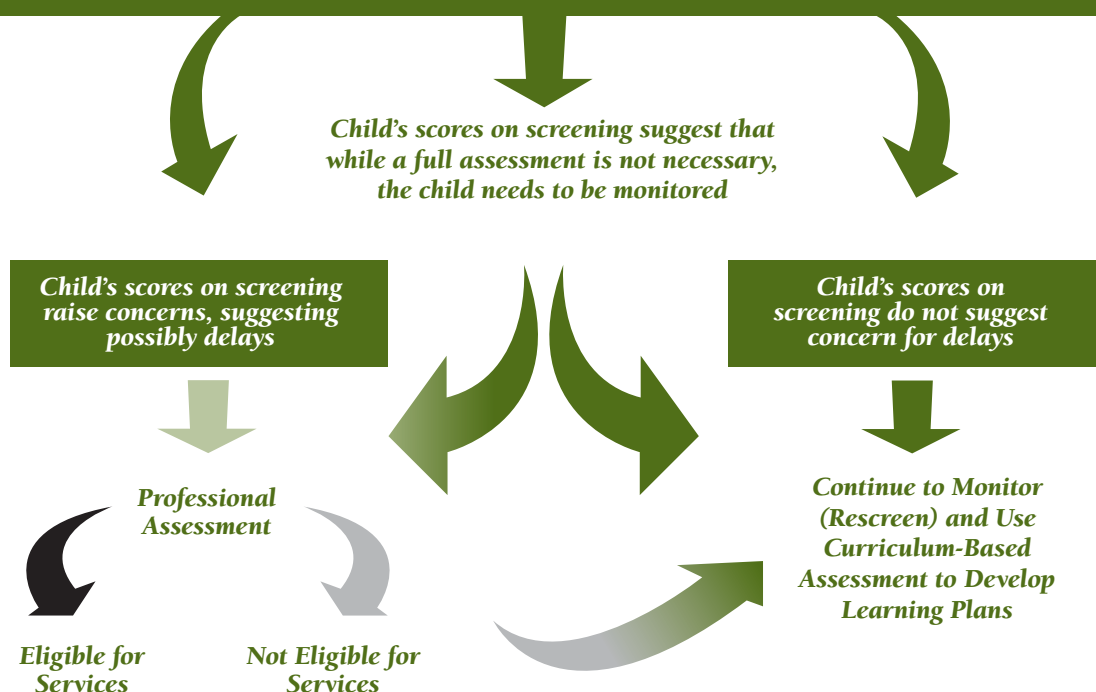 Child's scores on screening suggest that
while a full assessment is not necessary,
the child needs to be monitored
Child's scores on screening
raise concerns, suggesting
possibly delays
Child's scores on
screening do not suggest
concern for delays
Professional
Assessment
Continue to Monitor
(Rescreen) and Use
Curriculum-Based
Assessment to Develop
Learning Plans
Eligible for
Services
Not Eligible for
Services